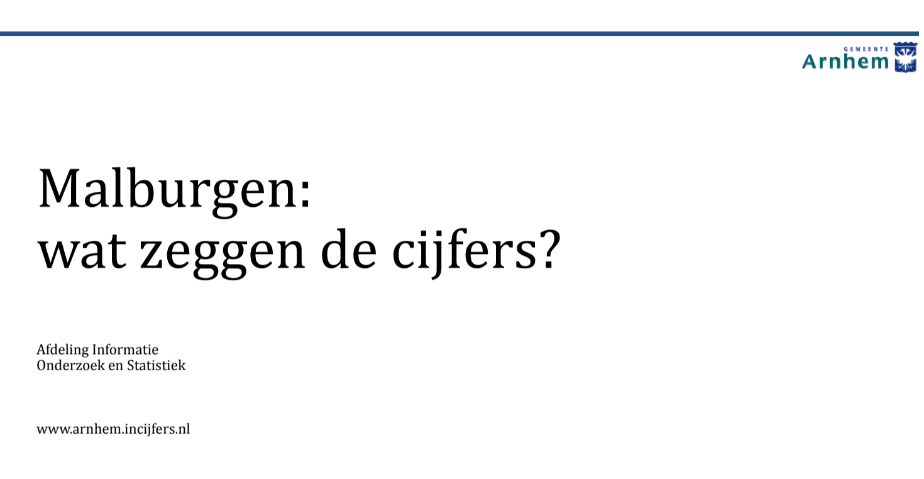 GEMEENTE
Arnhem
Malburgen:
wat zeggen de cijfers?
Afdeling Informatie
Onderzoek en Statistiek
www.arnhem.incijfers.nl